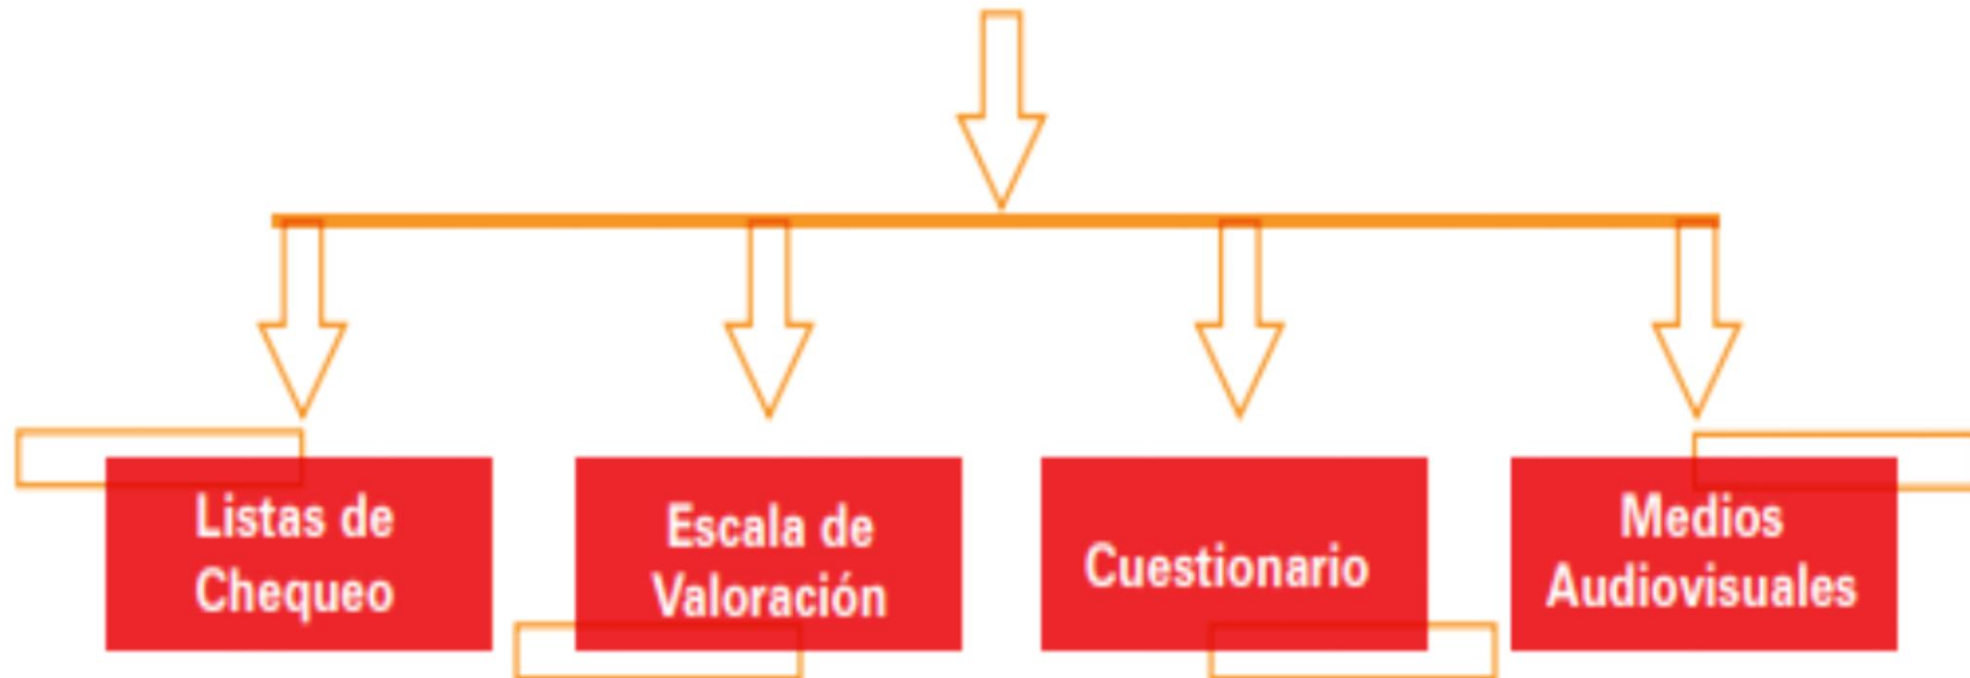 Listas de
Chequeo
Escala de
Valoración
Cuestionario
Medios
Audiovisuales